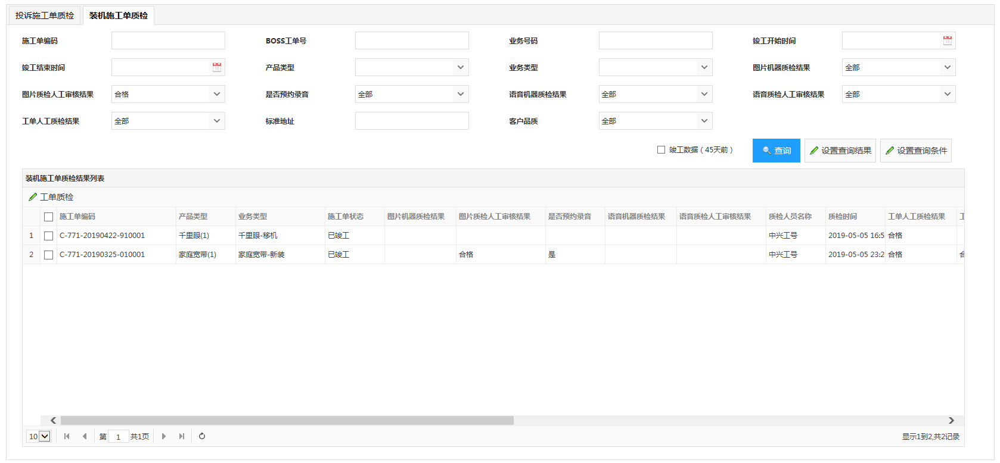 投诉施工单质检 装机施工单质检
施工单编码 BOSS工单号 业务号码 竣工开始时间
竣工结束时间 产品类型 业务类型 图片机器质检结果 全部
图片质检人工审核结果 合格 是否预约录音 全部 语音机器质检结果 全部 语音质检人工审核结果 全部
工单人工质检结果 全部 标准地址 客户品质 全部
竣工数据（45天前） 查询 设置查询结果 设置查询条件
装机施工单质检结果列表
工单质检
施工单编码 产品类型 业务类型 施工单状态 图片机器质检结果 图片质检人工审核结果 是否预约录音 语音机器质检结果 语音质检人工审核结果 质检人员名称 质检时间 工单人工质检结果
1 C-771-20190422-910001 千里眼(1) 千里眼-移机 已竣工 中兴工号 2019-05-05 16:5 合格
2 C-771-20190325-010001 家庭宽带(1) 家庭宽带-新装 已竣工 合格 是 中兴工号 2019-05-05 23:2 合格
10 第 1 共1页 显示1到2,共2记录